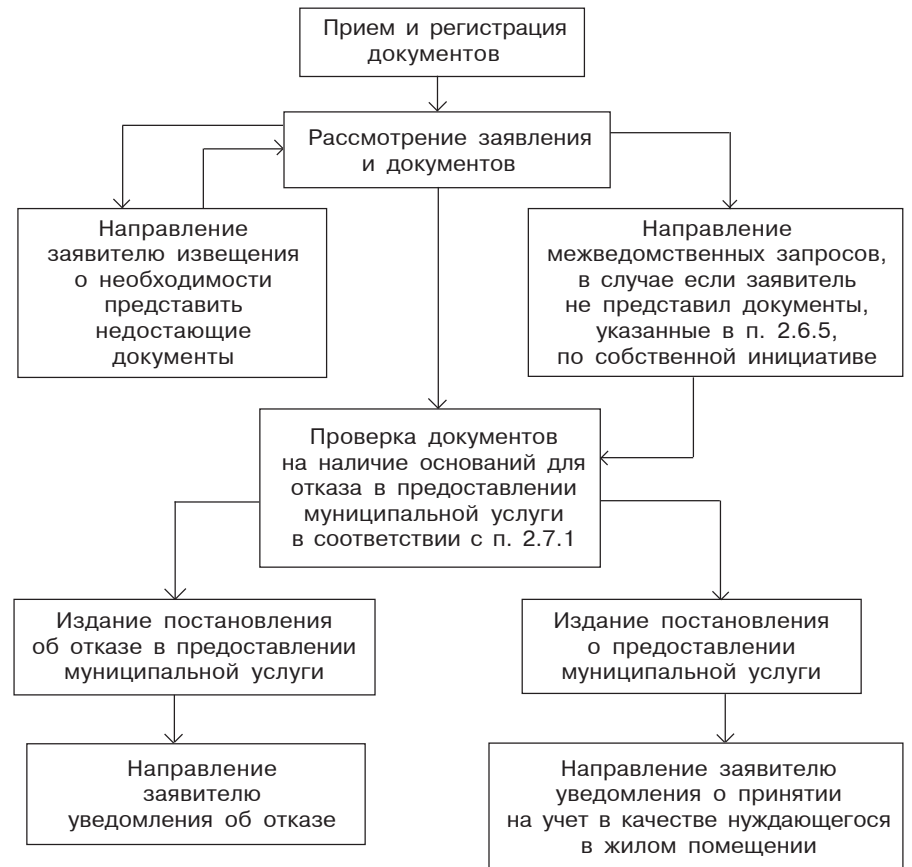 Прием и регистрация
документов
Рассмотрение заявления
и документов
Направление
заявителю извещения
о необходимости
представить
недостающие
документы
Направление
межведомственных запросов,
в случае если заявитель
не представил документы,
указанные в п. 2.6.5,
по собственной инициативе
Проверка документов
на наличие оснований для
отказа в предоставлении
муниципальной услуги
в соответствии с п. 2.7.1
Издание постановления
об отказе в предоставлении
муниципальной услуги
Издание постановления
о предоставлении
муниципальной услуги
Направление
заявителю
уведомления об отказе
Направление заявителю
уведомления о принятии
на учет в качестве нуждающегося
в жилом помещении